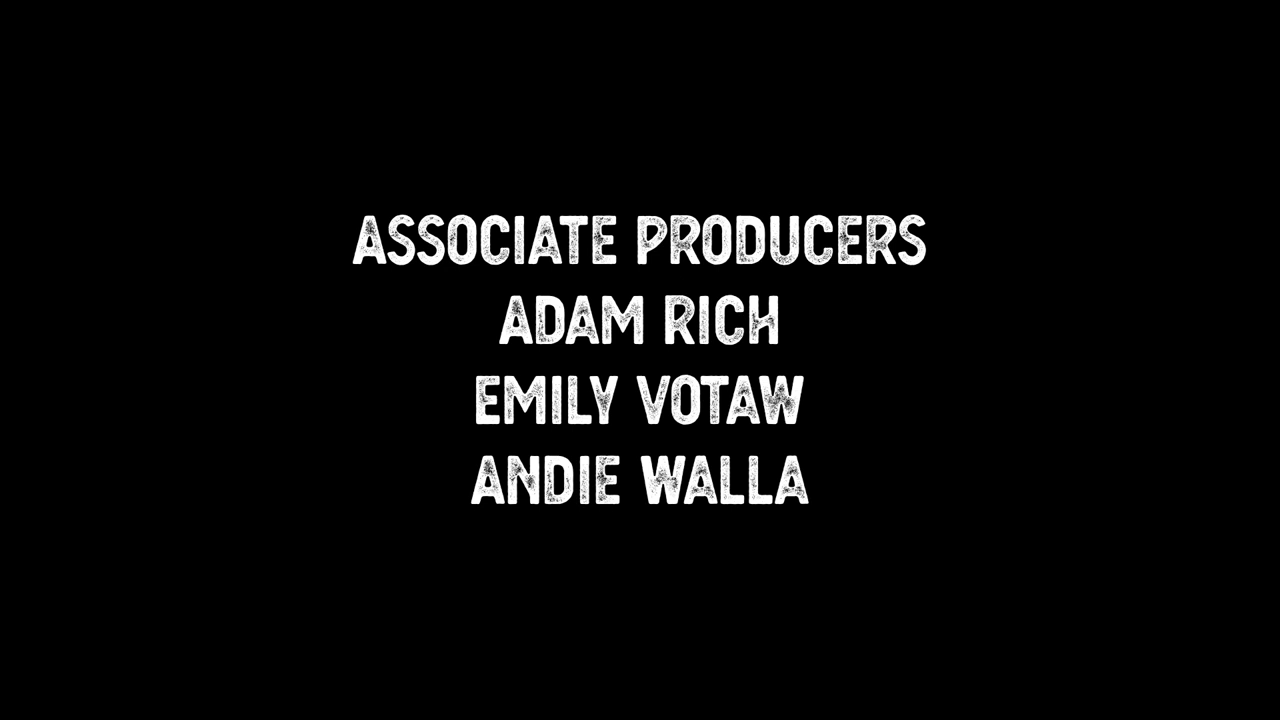 ASSOCIATE PRODUCERS
ADAM RICH
EMILY VOTAW
ANDIE WALLA